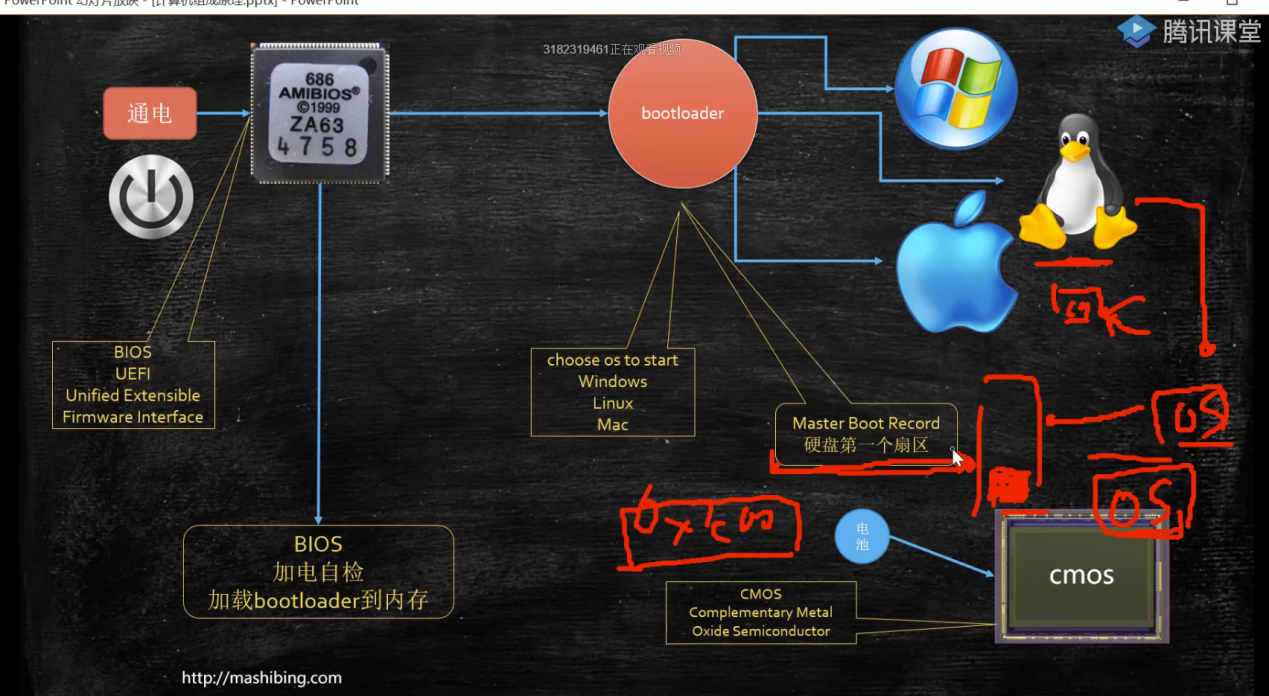 PowerPoint 幻灯片放映 - [计算机组成原理.pptx] - PowerPoint
腾讯课堂
3182319461正在观看视频
通电
686
AMIBIOS®
©1999
ZA63
4758
bootloader
BIOS
UEFI
Unified Extensible
Firmware Interface
choose os to start
Windows
Linux
Mac
Master Boot Record
硬盘第一个扇区
OS
OS
电
池
cmos
BIOS
加电自检
加载bootloader到内存
CMOS
Complementary Metal
Oxide Semiconductor
http://mashibing.com